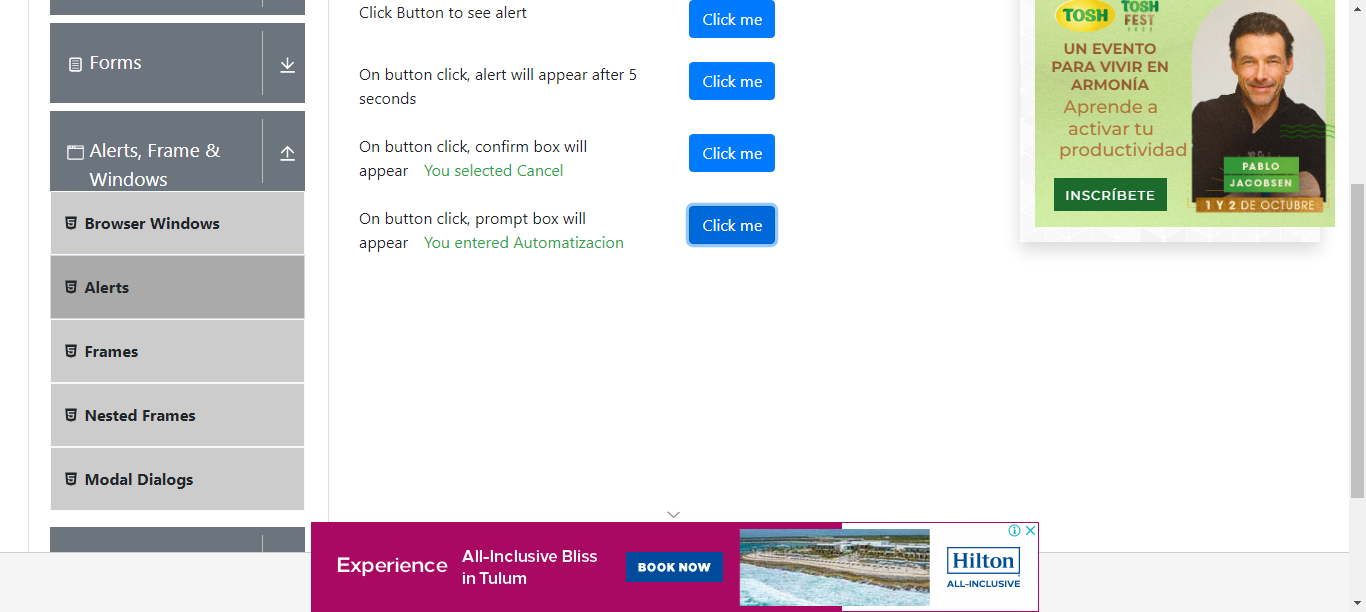 Forms
Alerts, Frame &
Windows
Browser Windows
Alerts
Frames
Nested Frames
Modal Dialogs
Click Button to see alert
Click me
On button click, alert will appear after 5
seconds
Click me
On button click, confirm box will
appear You selected Cancel
Click me
On button click, prompt box will
appear You entered Automatizacion
Click me
TOSH
TOSH
FEST
2022
UN EVENTO
PARA VIVIR EN
ARMONÍA
Aprende a
activar tu
productividad
INSCRÍBETE
PABLO
JACOBSEN
1 Y 2 DE OCTUBRE
Experience
All-Inclusive Bliss
in Tulum
BOOK NOW
Hilton
ALL-INCLUSIVE